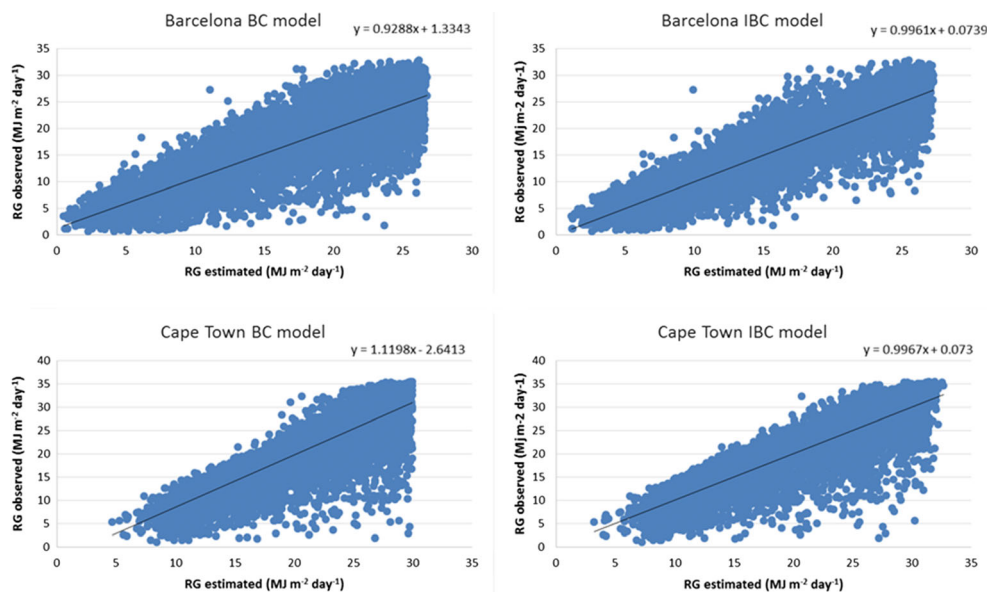 Barcelona BC model
y = 0.9288x + 1.3343
RG observed (MJ m⁻² day⁻¹)
35
30
25
20
15
10
5
0
0 5 10 15 20 25 30
RG estimated (MJ m⁻² day⁻¹)
Barcelona IBC model
y = 0.9961x + 0.0739
RG observed (Mj m-2 day-1)
35
30
25
20
15
10
5
0
0 5 10 15 20 25 30
RG estimated (MJ m⁻² day⁻¹)
Cape Town BC model
y = 1.1198x - 2.6413
RG observed (MJ m⁻² day⁻¹)
40
35
30
25
20
15
10
5
0
0 5 10 15 20 25 30 35
RG estimated (MJ m⁻² day⁻¹)
Cape Town IBC model
y = 0.9967x + 0.073
RG observed (Mj m-2 day-1)
40
35
30
25
20
15
10
5
0
0 5 10 15 20 25 30 35
RG estimated (MJ m⁻² day⁻¹)